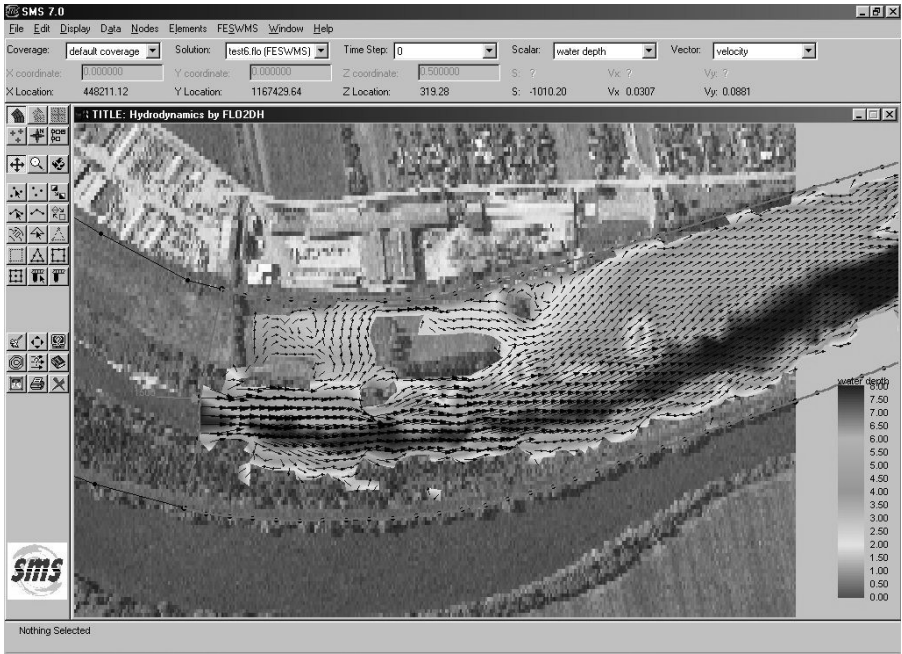 SMS 7.0
File Edit Display Data Nodes Elements FESWMS Window Help
Coverage: default coverage Solution: test6.flo (FESWMS) Time Step: 0 Scalar: water depth Vector: velocity
X coordinate: 0.000000 Y coordinate: 0.000000 Z coordinate: 0.500000 S: ? Vx: ? Vy: ?
X Location: 448211.12 Y Location: 1167429.64 Z Location: 319.28 S: -1010.20 Vx 0.0307 Vy: 0.0881
TITLE: Hydrodynamics by FLO2DH
water depth
8.00
7.50
7.00
6.50
6.00
5.50
5.00
4.50
4.00
3.50
3.00
2.50
2.00
1.50
1.00
0.50
0.00
sms
Nothing Selected